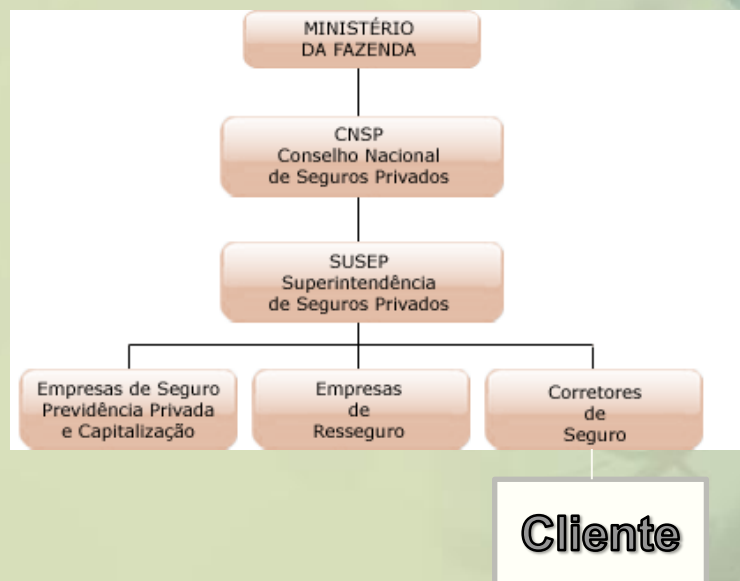 MINISTÉRIO
DA FAZENDA
CNSP
Conselho Nacional
de Seguros Privados
SUSEP
Superintendência
de Seguros Privados
Empresas de Seguro
Previdência Privada
e Capitalização
Empresas
de
Resseguro
Corretores
de
Seguro
Cliente